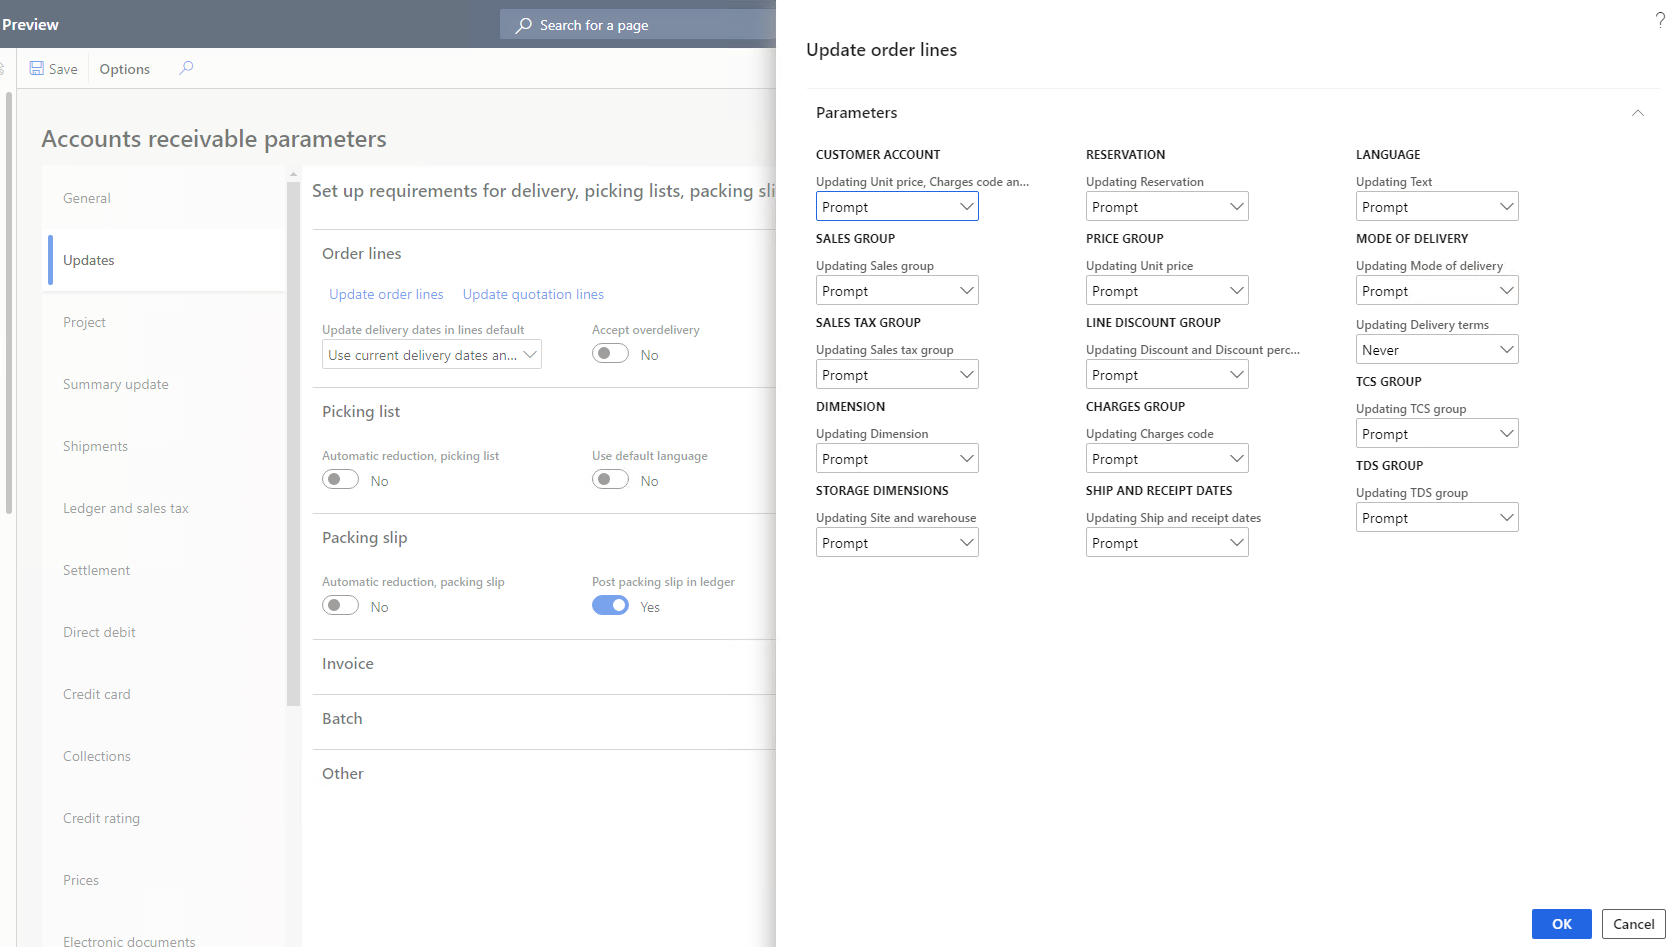 Preview
Search for a page
Save
Options
Accounts receivable parameters
General
Updates
Project
Summary update
Shipments
Ledger and sales tax
Settlement
Direct debit
Credit card
Collections
Credit rating
Prices
Electronic documents
Set up requirements for delivery, picking lists, packing sli
Order lines
Update order lines
Update quotation lines
Update delivery dates in lines default
Use current delivery dates an...
Accept overdelivery
No
Picking list
Automatic reduction, picking list
No
Use default language
No
Packing slip
Automatic reduction, packing slip
No
Post packing slip in ledger
Yes
Invoice
Batch
Other
?
Update order lines
Parameters
CUSTOMER ACCOUNT
Updating Unit price, Charges code an...
Prompt
SALES GROUP
Updating Sales group
Prompt
SALES TAX GROUP
Updating Sales tax group
Prompt
DIMENSION
Updating Dimension
Prompt
STORAGE DIMENSIONS
Updating Site and warehouse
Prompt
RESERVATION
Updating Reservation
Prompt
PRICE GROUP
Updating Unit price
Prompt
LINE DISCOUNT GROUP
Updating Discount and Discount perc...
Prompt
CHARGES GROUP
Updating Charges code
Prompt
SHIP AND RECEIPT DATES
Updating Ship and receipt dates
Prompt
LANGUAGE
Updating Text
Prompt
MODE OF DELIVERY
Updating Mode of delivery
Prompt
Updating Delivery terms
Never
TCS GROUP
Updating TCS group
Prompt
TDS GROUP
Updating TDS group
Prompt
OK
Cancel